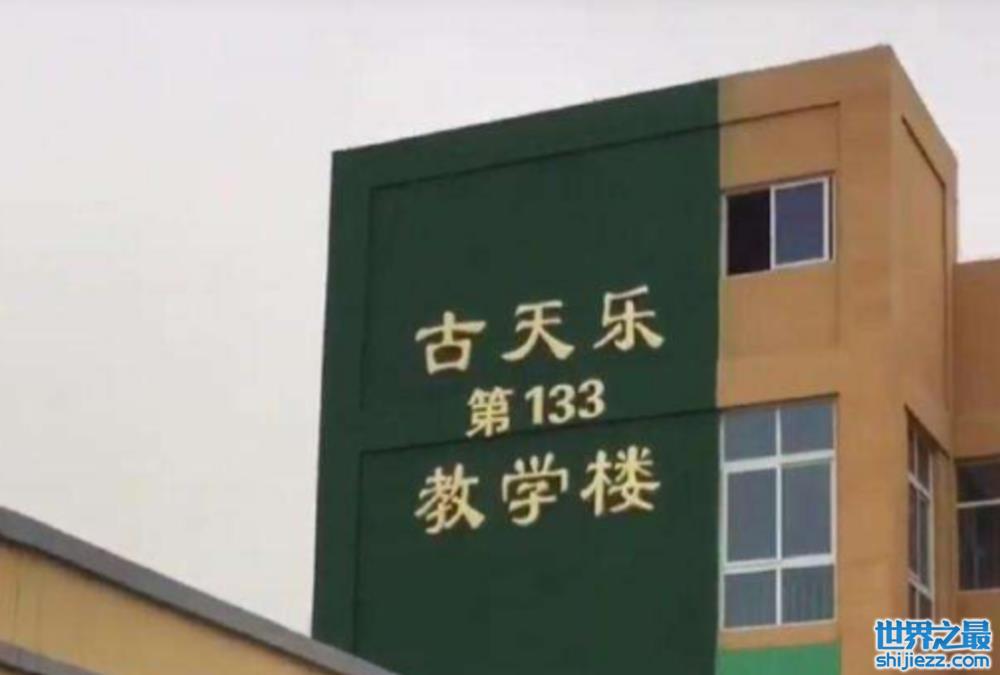 古天乐
第133
教学楼
世界之最
shijiezz.com